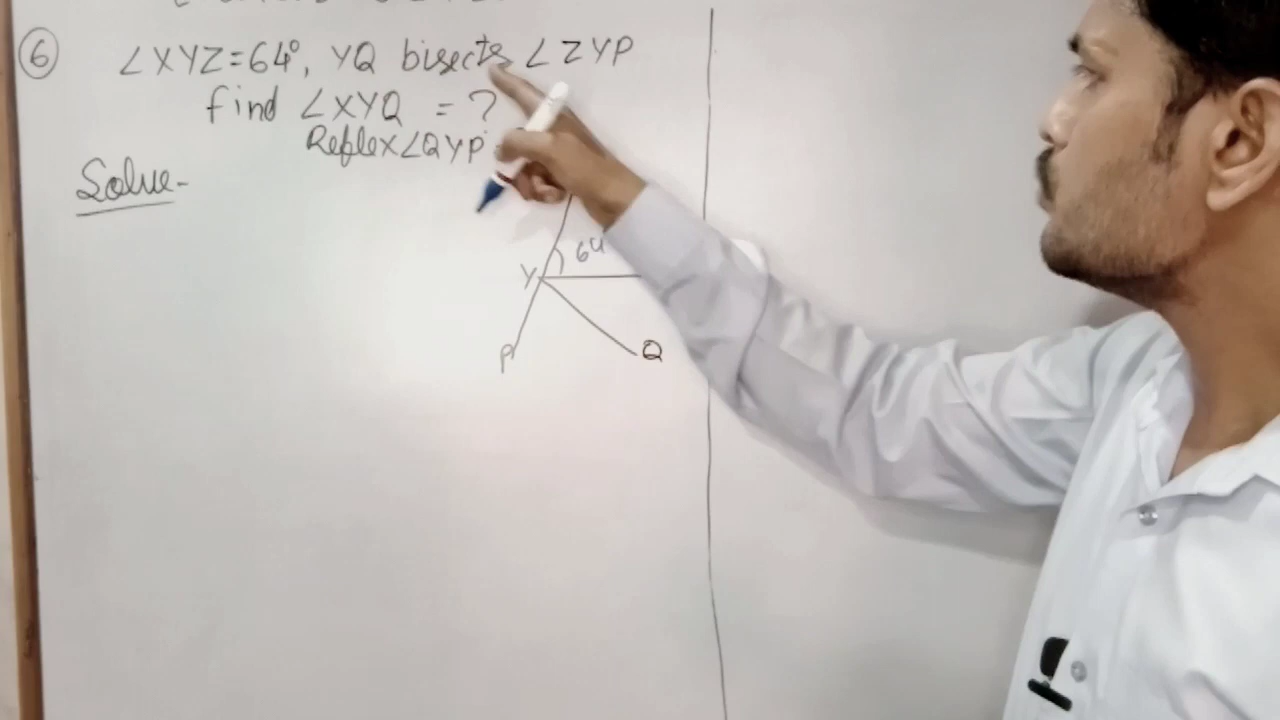 6 ∠XYZ=64°, YQ bisects ∠ZYP
find ∠XYQ = ?
Reflex∠QYP
Solve-
64
Y
P
Q